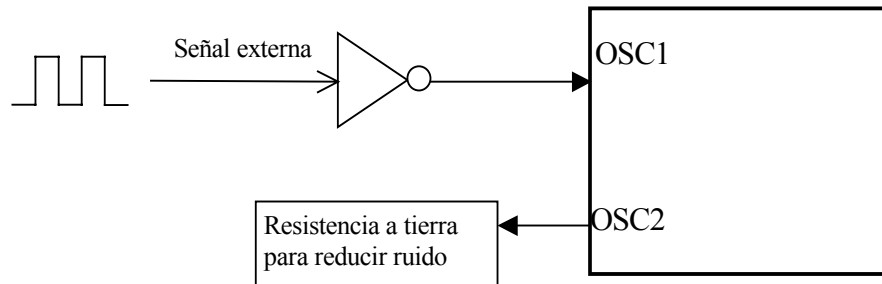 Señal externa
OSC1
OSC2
Resistencia a tierra
para reducir ruido